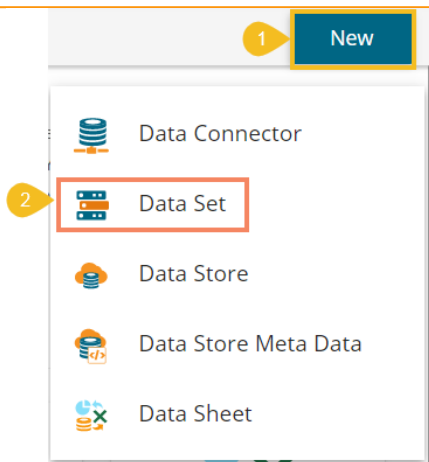 1 New
Data Connector
2 Data Set
Data Store
Data Store Meta Data
Data Sheet